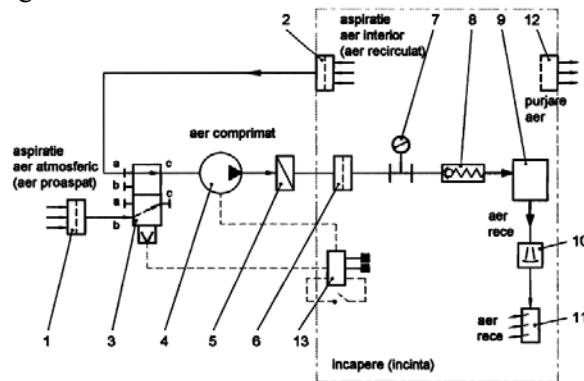 2
aspiratie
aer interior
(aer recirculat)
7
8
9
12
purjare
aer
aer comprimat
aspiratie
aer atmosferic
(aer proaspat)
a
c
b
a
c
b
aer
rece
10
aer
rece
11
1
3
4
5
6
13
incapere (incinta)